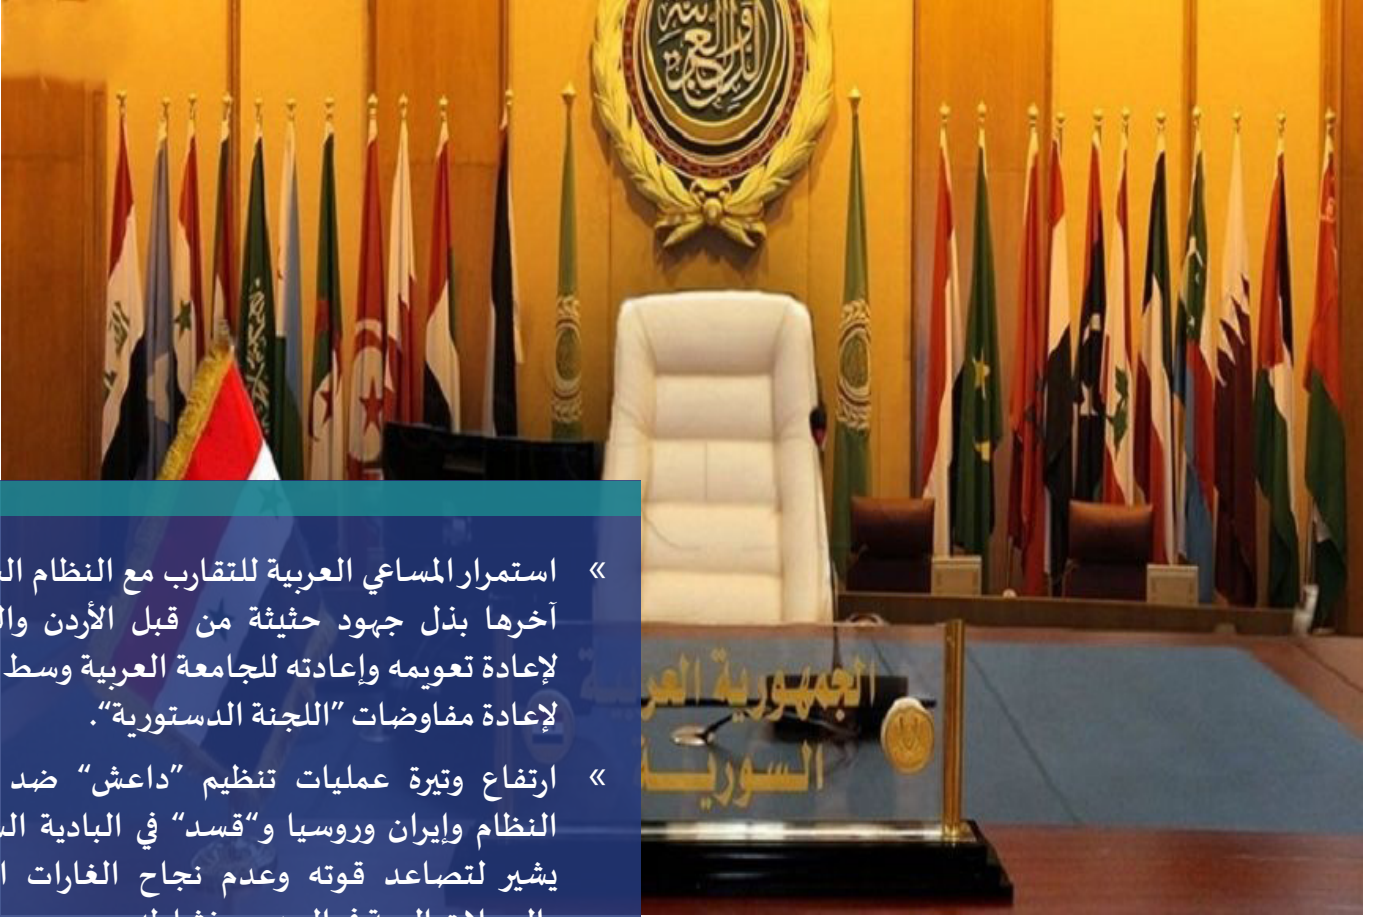 الجمهورية العربية
السورية
» استمرار المساعي العربية للتقارب مع النظام
آخرها بذل جهود حثيثة من قبل الأردن
لإعادة تعويمه وإعادته للجامعة العربية وسط
لإعادة مفاوضات "اللجنة الدستورية".
» ارتفاع وتيرة عمليات تنظيم "داعش" ضد
النظام وإيران وروسيا و"قسد" في البادية
يشير لتصاعد قوته وعدم نجاح الغارات